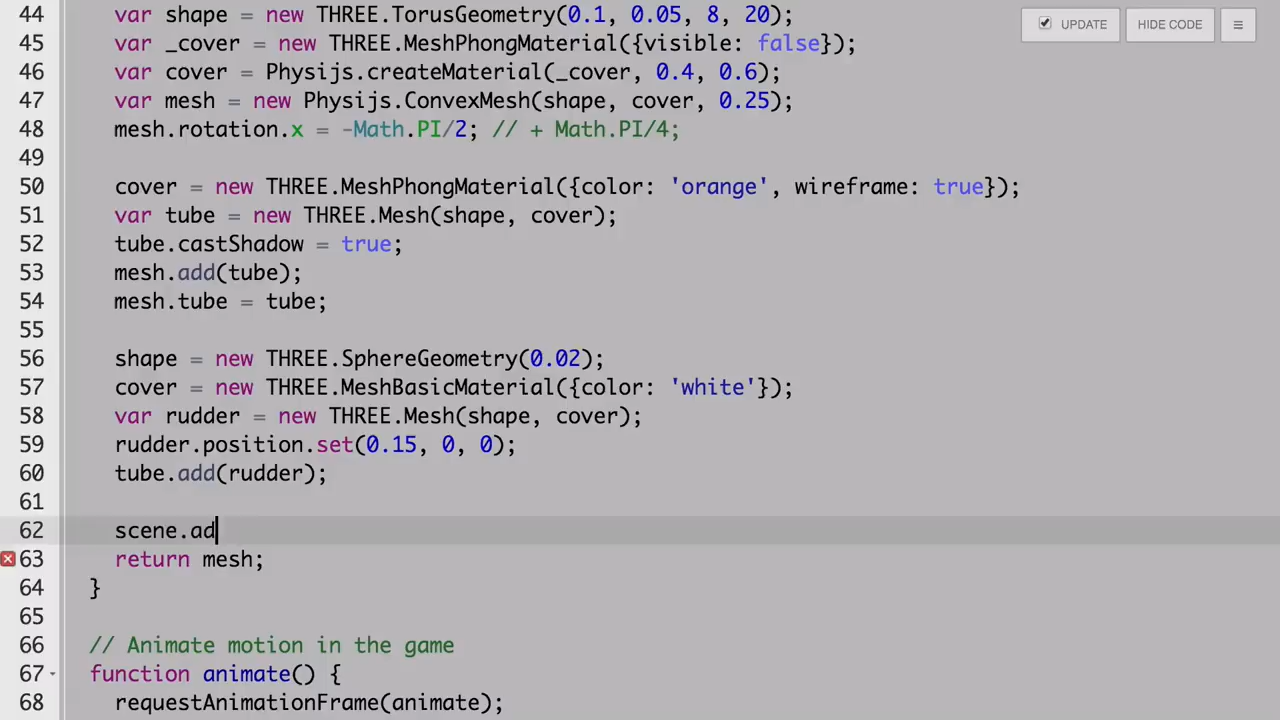 44 var shape = new THREE.TorusGeometry(0.1, 0.05, 8, 20);
UPDATE HIDE CODE ≡
45 var _cover = new THREE.MeshPhongMaterial({visible: false});
46 var cover = Physijs.createMaterial(_cover, 0.4, 0.6);
47 var mesh = new Physijs.ConvexMesh(shape, cover, 0.25);
48 mesh.rotation.x = -Math.PI/2; // + Math.PI/4;
49
50 cover = new THREE.MeshPhongMaterial({color: 'orange', wireframe: true});
51 var tube = new THREE.Mesh(shape, cover);
52 tube.castShadow = true;
53 mesh.add(tube);
54 mesh.tube = tube;
55
56 shape = new THREE.SphereGeometry(0.02);
57 cover = new THREE.MeshBasicMaterial({color: 'white'});
58 var rudder = new THREE.Mesh(shape, cover);
59 rudder.position.set(0.15, 0, 0);
60 tube.add(rudder);
61
62 scene.ad
63 return mesh;
64 }
65
66 // Animate motion in the game
67 function animate() {
68 requestAnimationFrame(animate);